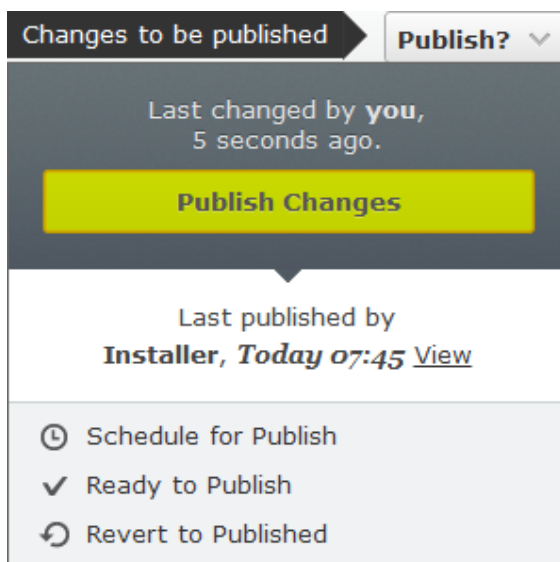 Changes to be published
Publish?
Last changed by you,
5 seconds ago.
Publish Changes
Last published by
Installer, Today 07:45 View
Schedule for Publish
Ready to Publish
Revert to Published